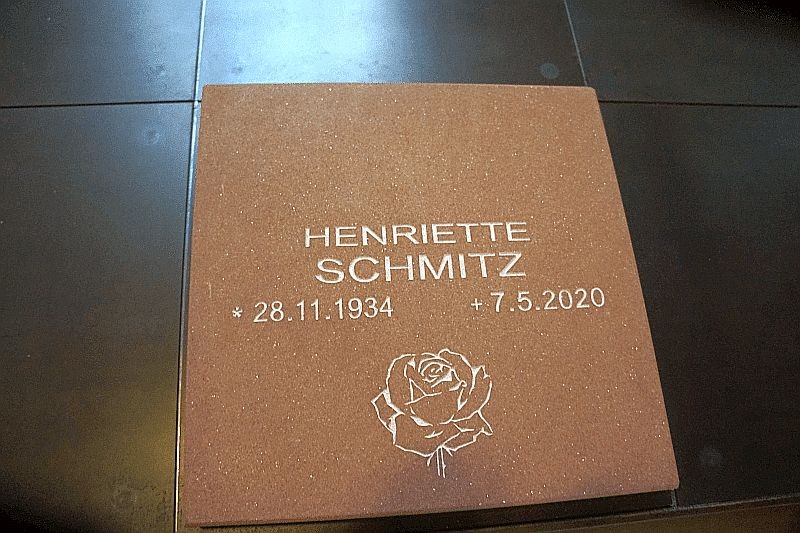 HENRIETTE
SCHMITZ
* 28.11.1934 + 7.5.2020